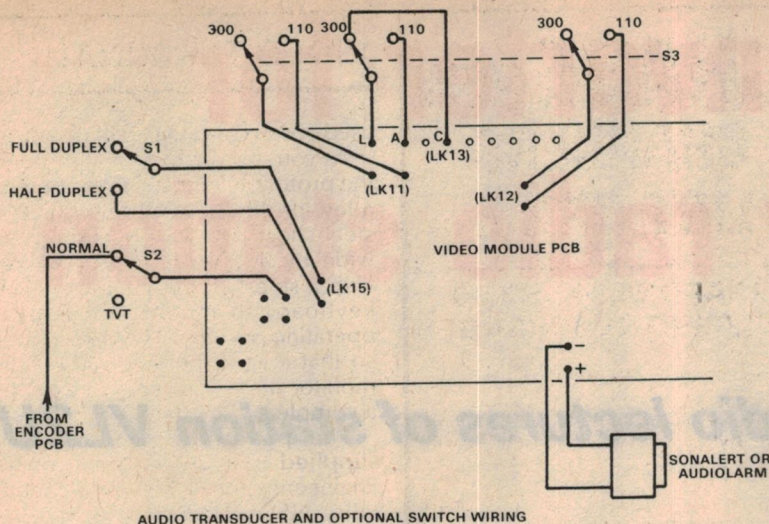 300
110
300
110
300
110
S3
FULL DUPLEX
S1
HALF DUPLEX
L
A
C
(LK13)
(LK11)
(LK12)
NORMAL
S2
VIDEO MODULE PCB
(LK15)
TVT
−
+
FROM
ENCODER
PCB
SONALERT OR
AUDIOLARM
AUDIO TRANSDUCER AND OPTIONAL SWITCH WIRING